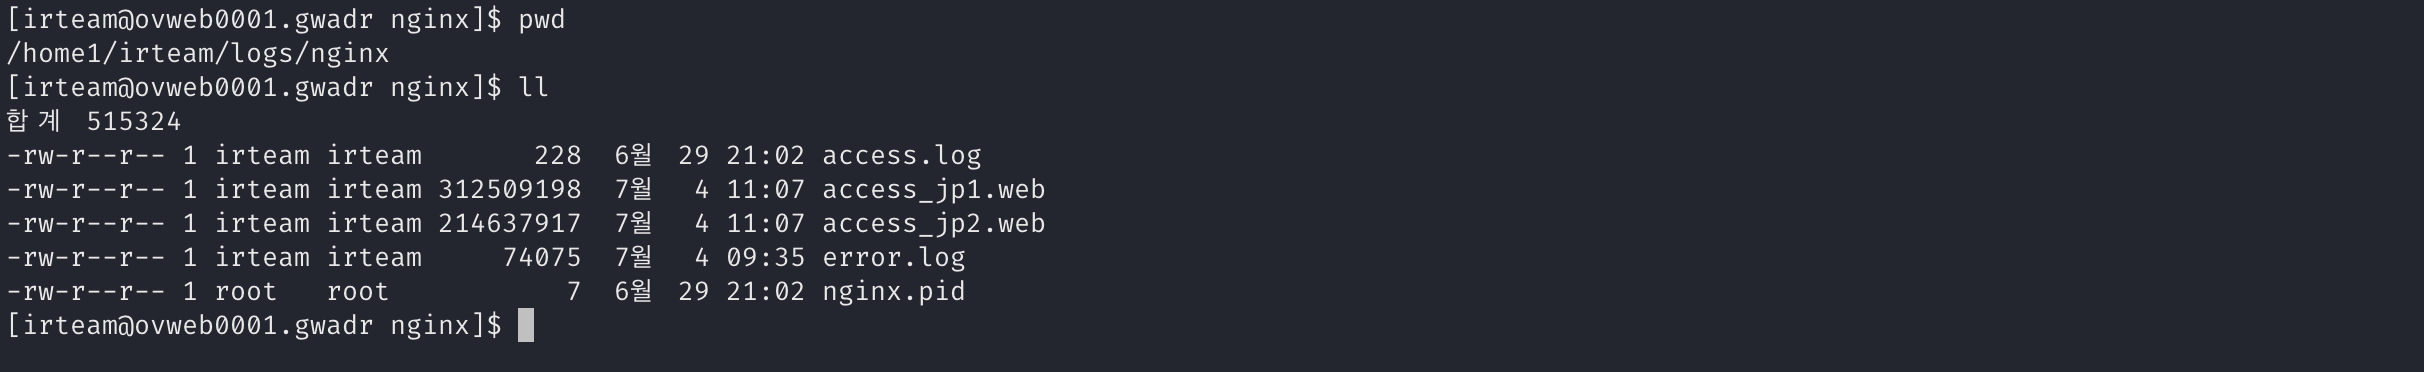 [irteam@ovweb0001.gwadr nginx]$ pwd
/home1/irteam/logs/nginx
[irteam@ovweb0001.gwadr nginx]$ ll
합계 515324
-rw-r--r-- 1 irteam irteam       228  6월  29 21:02 access.log
-rw-r--r-- 1 irteam irteam 312509198  7월   4 11:07 access_jp1.web
-rw-r--r-- 1 irteam irteam 214637917  7월   4 11:07 access_jp2.web
-rw-r--r-- 1 irteam irteam     74075  7월   4 09:35 error.log
-rw-r--r-- 1 root   root           7  6월  29 21:02 nginx.pid
[irteam@ovweb0001.gwadr nginx]$